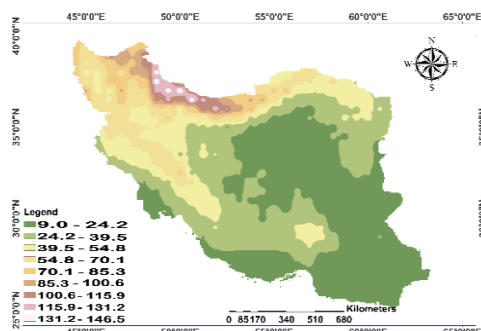 45°0'0"E 50°0'0"E 55°0'0"E 60°0'0"E 65°0'0"E
40°0'0"N
N
W E
S
35°0'0"N
30°0'0"N
25°0'0"N
Legend
9.0 - 24.2
24.2 - 39.5
39.5 - 54.8
54.8 - 70.1
70.1 - 85.3
85.3 - 100.6
100.6 - 115.9
115.9 - 131.2
131.2 - 146.5
Kilometers
0 85170 340 510 680